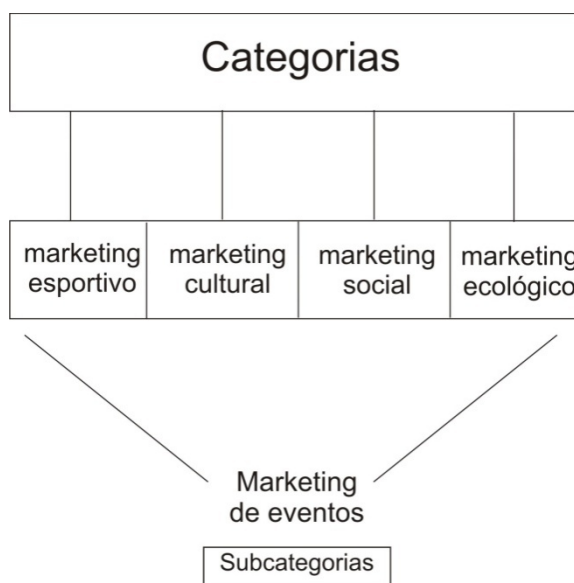 Categorias
marketing
esportivo
marketing
cultural
marketing
social
marketing
ecológico
Marketing
de eventos
Subcategorias